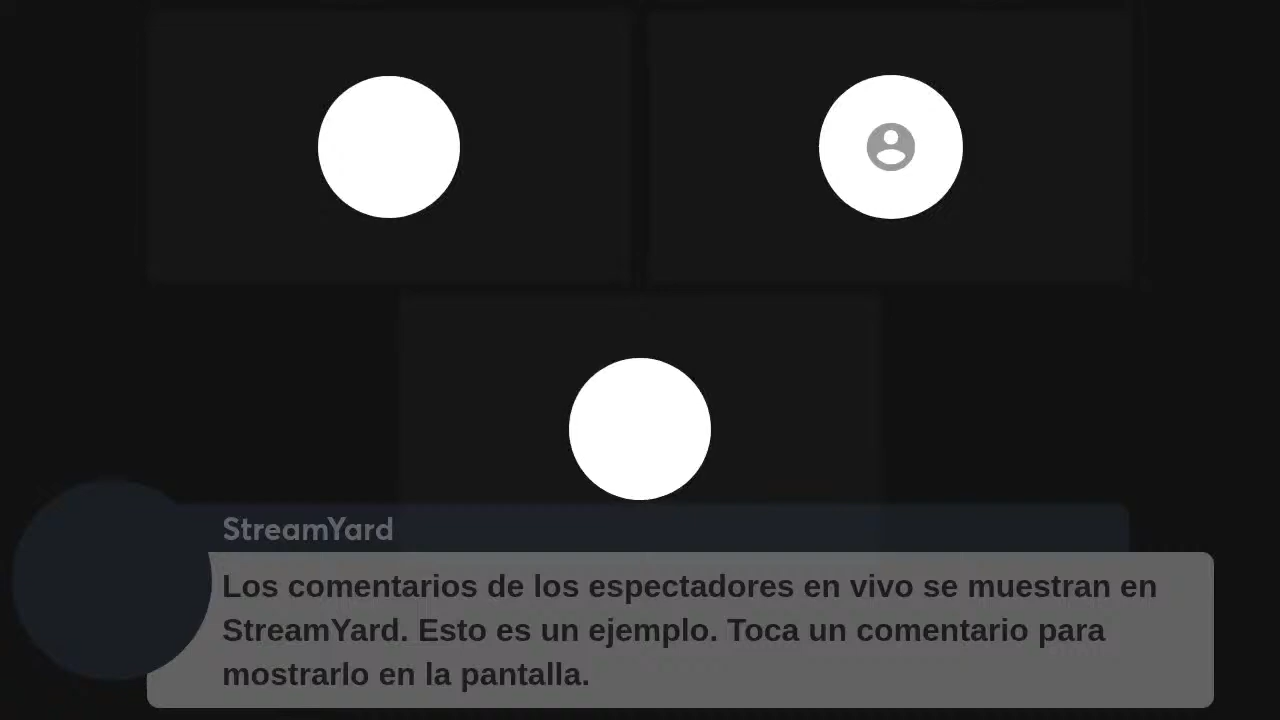 StreamYard
Los comentarios de los espectadores en vivo se muestran en
StreamYard. Esto es un ejemplo. Toca un comentario para
mostrarlo en la pantalla.